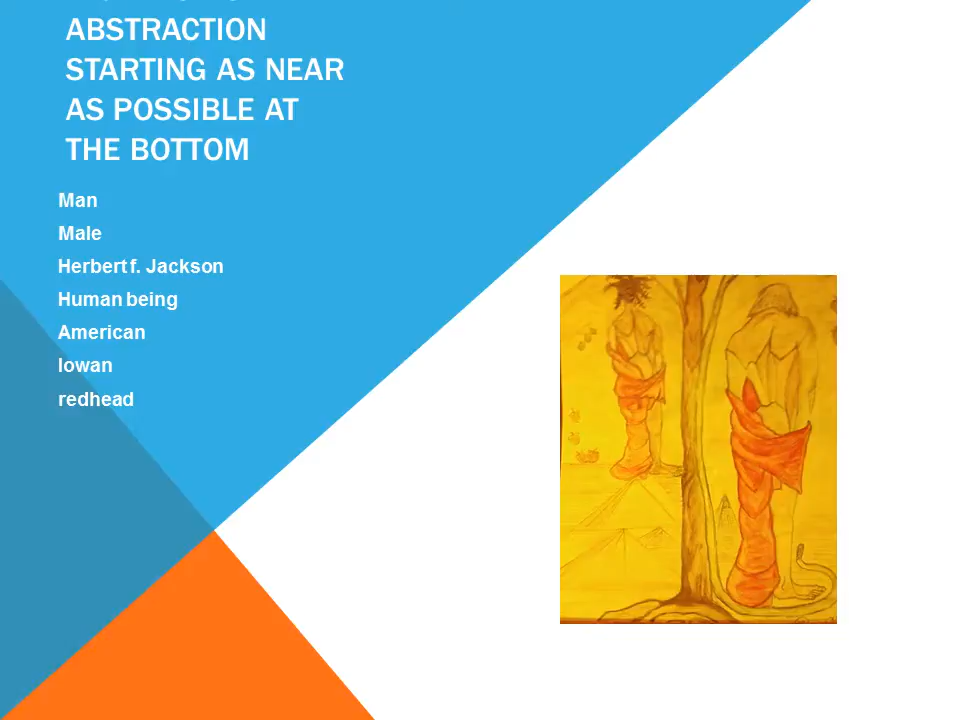 ABSTRACTION
STARTING AS NEAR
AS POSSIBLE AT
THE BOTTOM
Man
Male
Herbert f. Jackson
Human being
American
Iowan
redhead